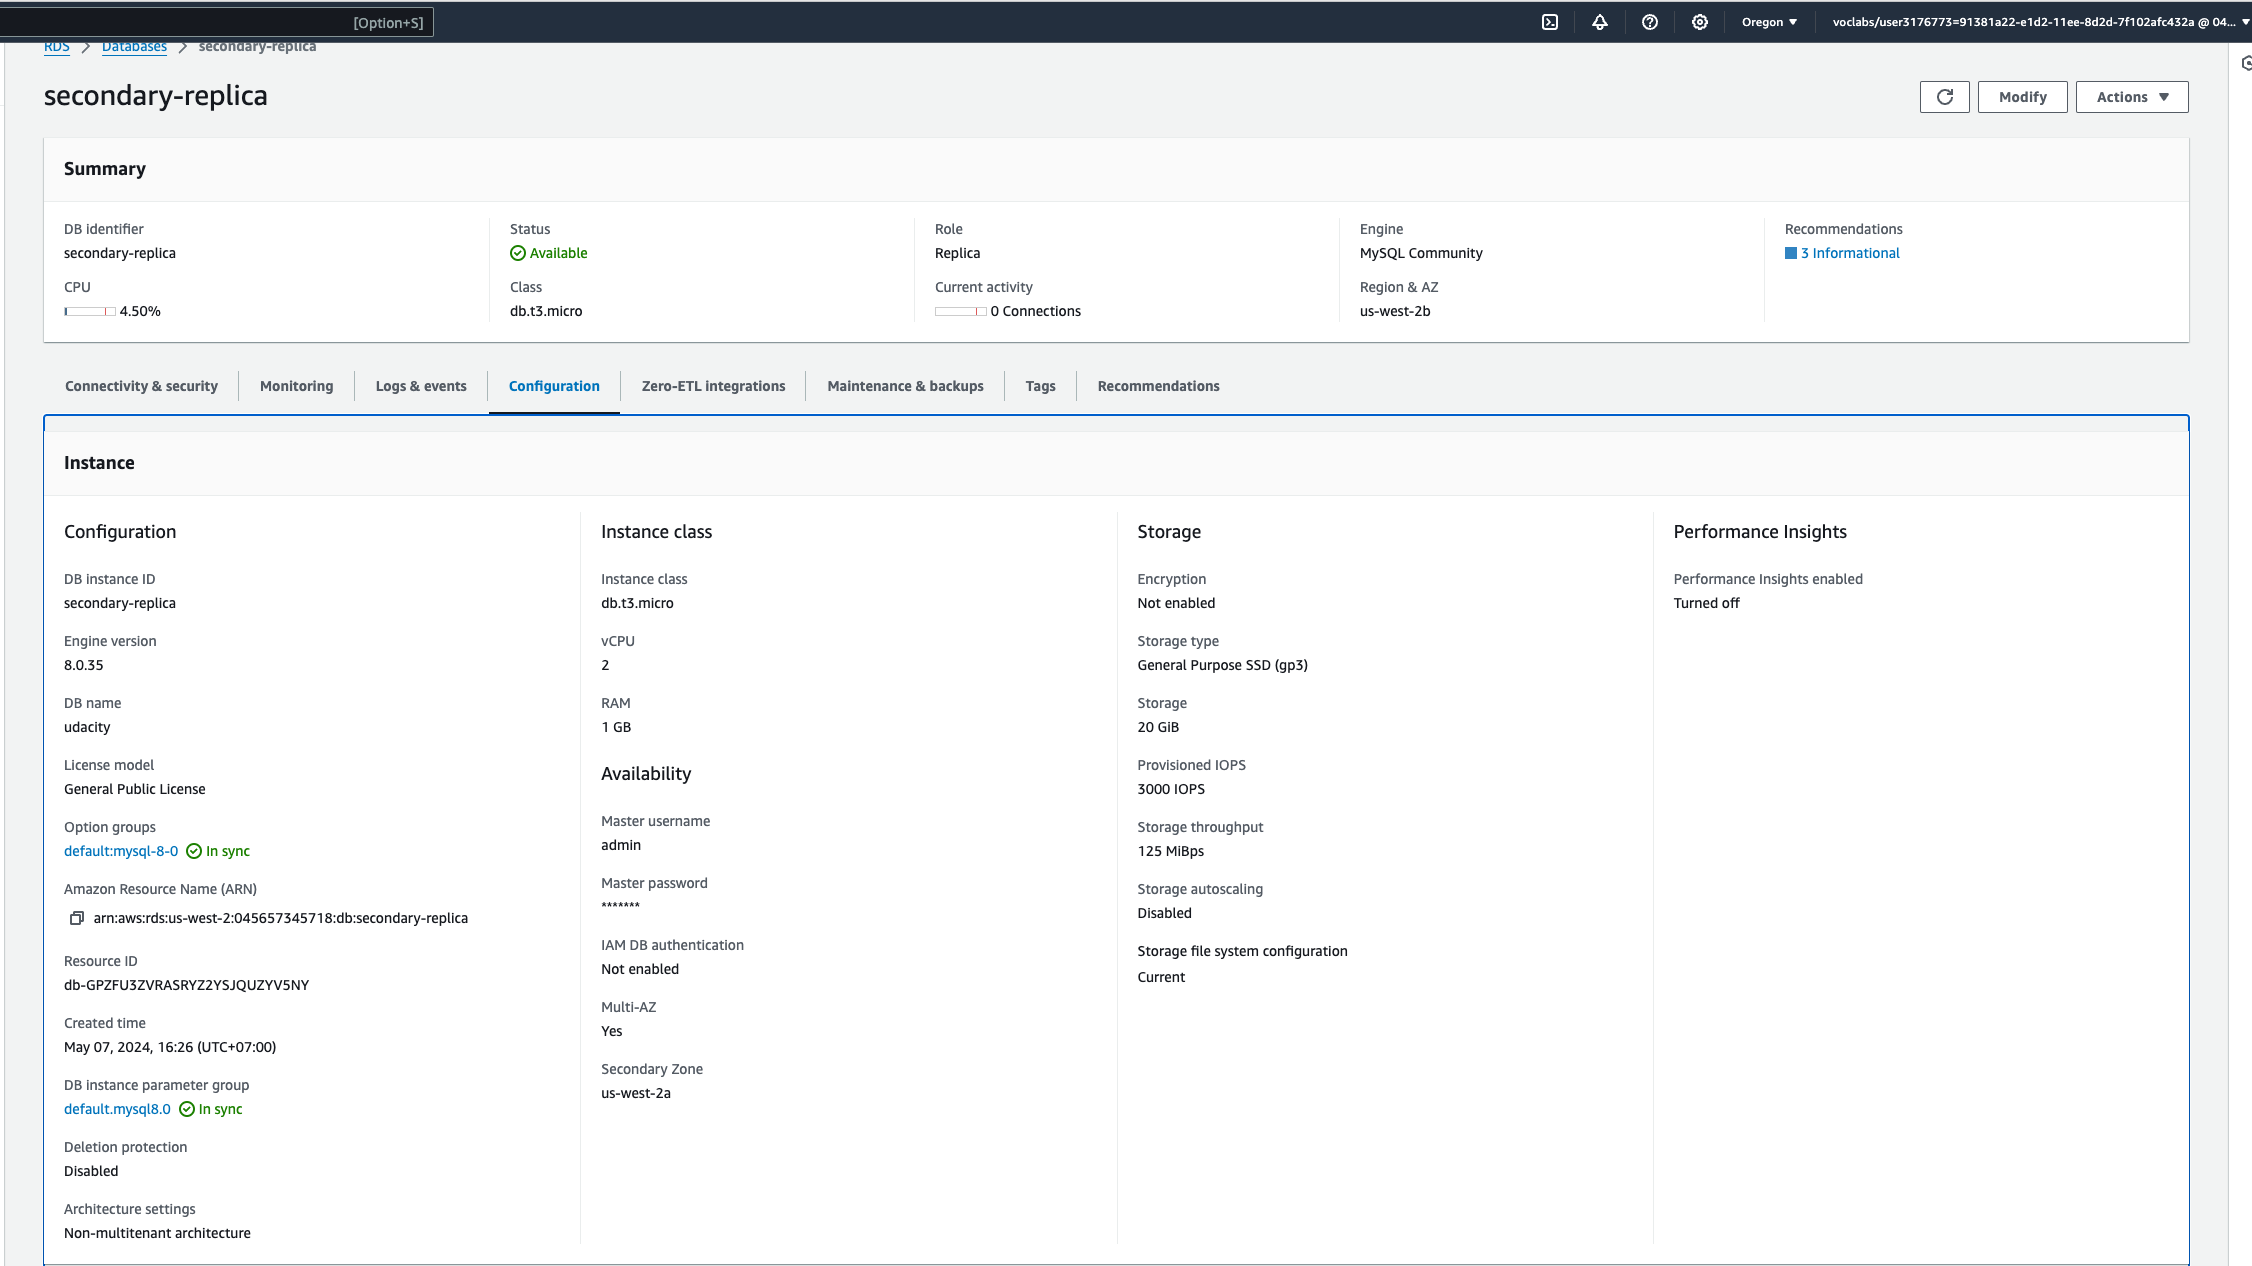 [Option+S]
Oregon
voclabs/user3176773=91381a22-e1d2-11ee-8d2d-7f102afc432a @ 04...
RDS
Databases
secondary-replica
secondary-replica
Modify
Actions
Summary
DB identifier
secondary-replica
CPU
4.50%
Status
Available
Class
db.t3.micro
Role
Replica
Current activity
0 Connections
Engine
MySQL Community
Region & AZ
us-west-2b
Recommendations
3 Informational
Connectivity & security
Monitoring
Logs & events
Configuration
Zero-ETL integrations
Maintenance & backups
Tags
Recommendations
Instance
Configuration
DB instance ID
secondary-replica
Engine version
8.0.35
DB name
udacity
License model
General Public License
Option groups
default:mysql-8-0 In sync
Amazon Resource Name (ARN)
arn:aws:rds:us-west-2:045657345718:db:secondary-replica
Resource ID
db-GPZFU3ZVRASRYZ2YSJQUZYV5NY
Created time
May 07, 2024, 16:26 (UTC+07:00)
DB instance parameter group
default.mysql8.0 In sync
Deletion protection
Disabled
Architecture settings
Non-multitenant architecture
Instance class
Instance class
db.t3.micro
vCPU
2
RAM
1 GB
Availability
Master username
admin
Master password
*******
IAM DB authentication
Not enabled
Multi-AZ
Yes
Secondary Zone
us-west-2a
Storage
Encryption
Not enabled
Storage type
General Purpose SSD (gp3)
Storage
20 GiB
Provisioned IOPS
3000 IOPS
Storage throughput
125 MiBps
Storage autoscaling
Disabled
Storage file system configuration
Current
Performance Insights
Performance Insights enabled
Turned off